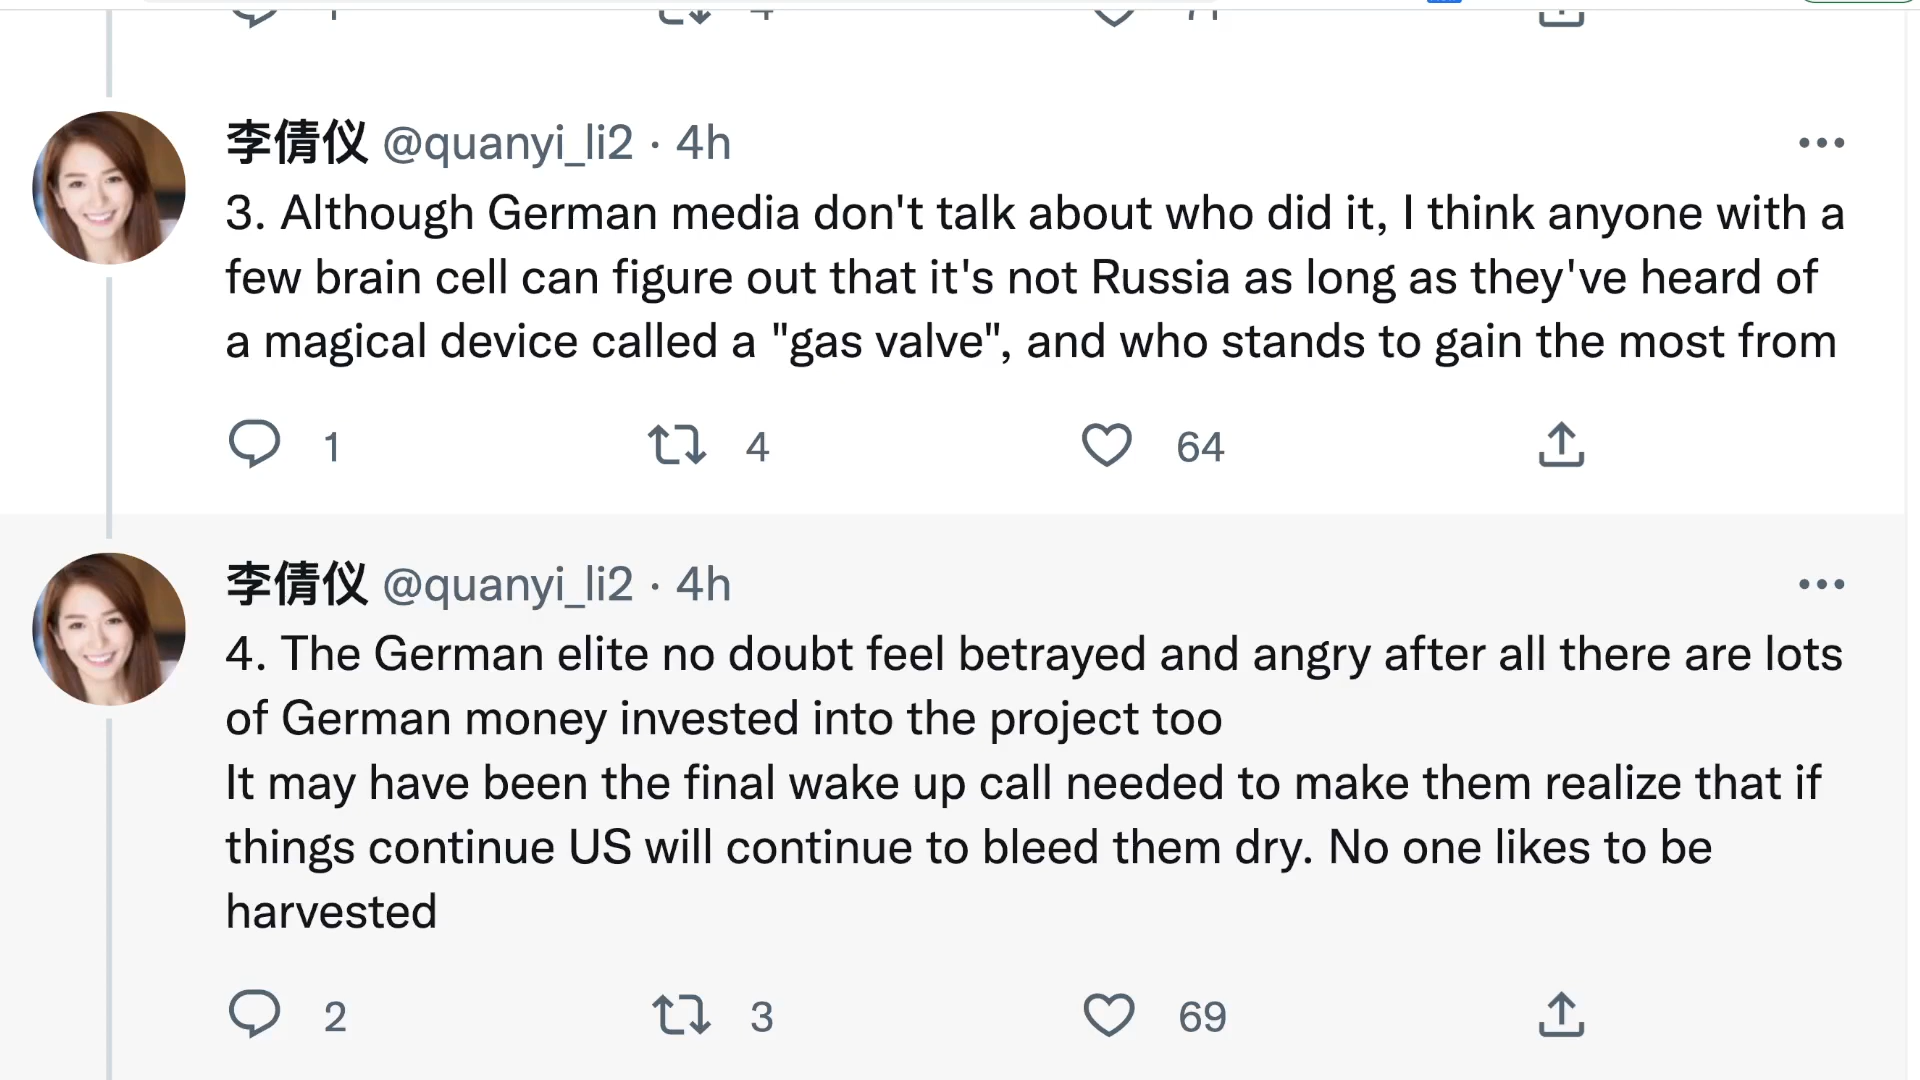 李倩仪 @quanyi_li2 · 4h
3. Although German media don't talk about who did it, I think anyone with a
few brain cell can figure out that it's not Russia as long as they've heard of
a magical device called a "gas valve", and who stands to gain the most from
1 4 64
李倩仪 @quanyi_li2 · 4h
4. The German elite no doubt feel betrayed and angry after all there are lots
of German money invested into the project too
It may have been the final wake up call needed to make them realize that if
things continue US will continue to bleed them dry. No one likes to be
harvested
2 3 69